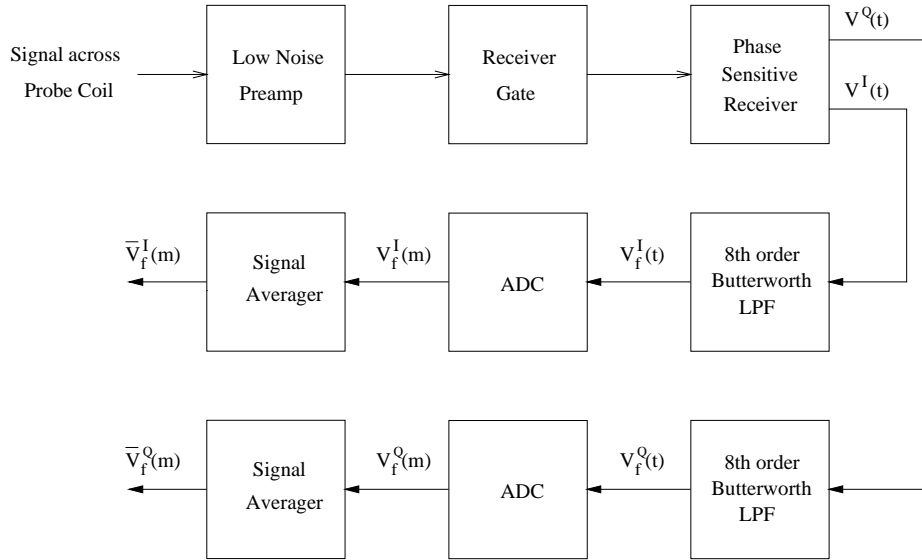 Signal across
Probe Coil
Low Noise
Preamp
Receiver
Gate
Phase
Sensitive
Receiver
V^Q(t)
V^I(t)
V̅_f^I(m)
Signal
Averager
V_f^I(m)
ADC
V_f^I(t)
8th order
Butterworth
LPF
V̅_f^Q(m)
Signal
Averager
V_f^Q(m)
ADC
V_f^Q(t)
8th order
Butterworth
LPF